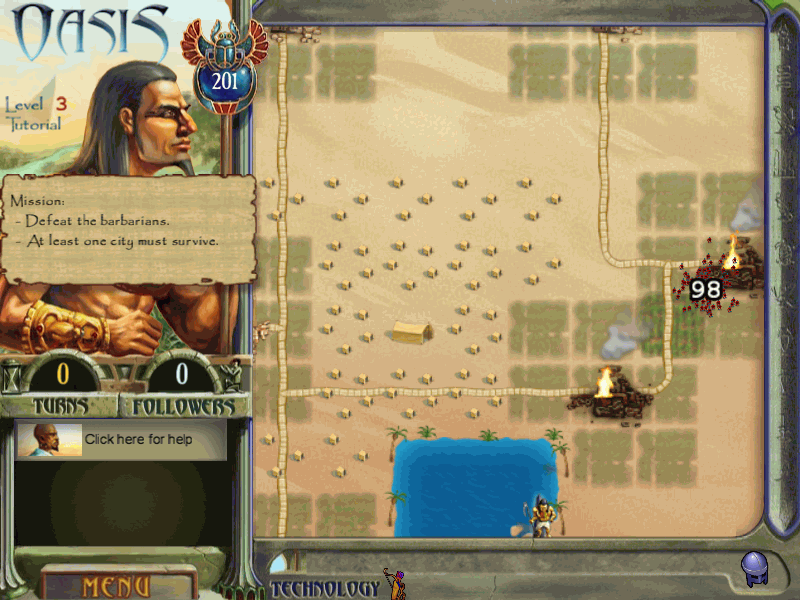 OASIS
201
Level 3
Tutorial
Mission:
- Defeat the barbarians.
- At least one city must survive.
98
0
0
TURNS
FOLLOWERS
Click here for help
MENU
TECHNOLOGY